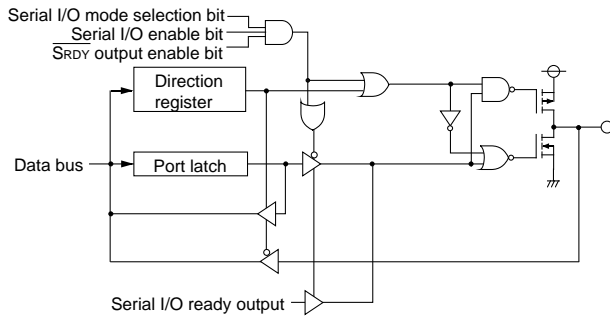 Serial I/O mode selection bit
Serial I/O enable bit
SRDY output enable bit
Direction
register
Data bus
Port latch
Serial I/O ready output